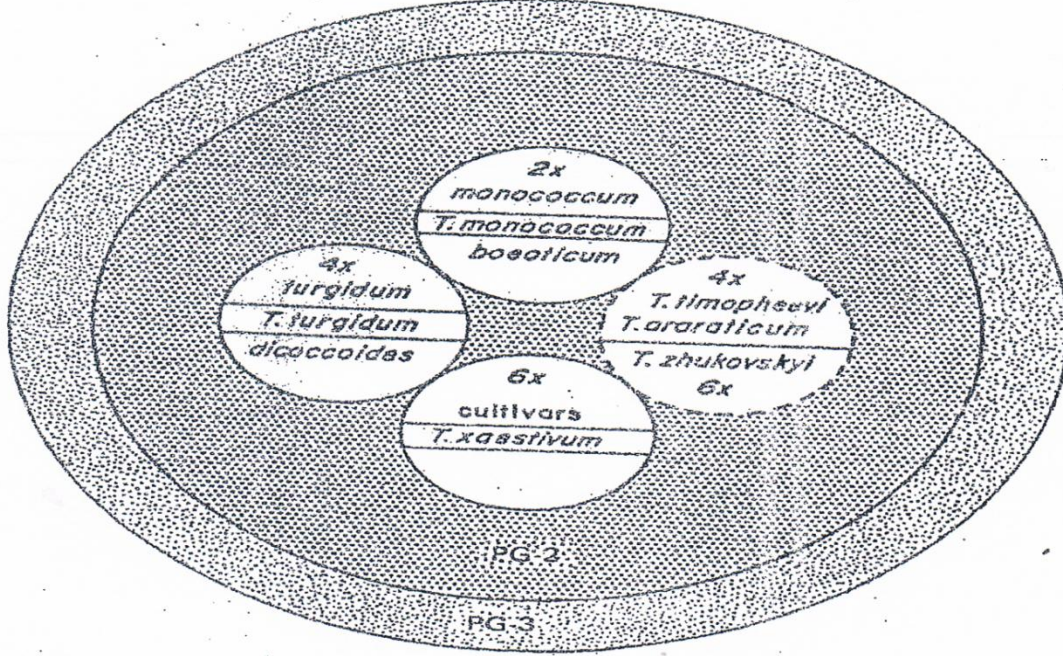 2x
monococcum
T. monococcum
boeoticum
4x
turgidum
T. turgidum
dicoccoides
4x
T. timopheevi
T. araraticum
T. zhukovskyi
6x
6x
cultivars
T. xaestivum
PG-2
PG-3